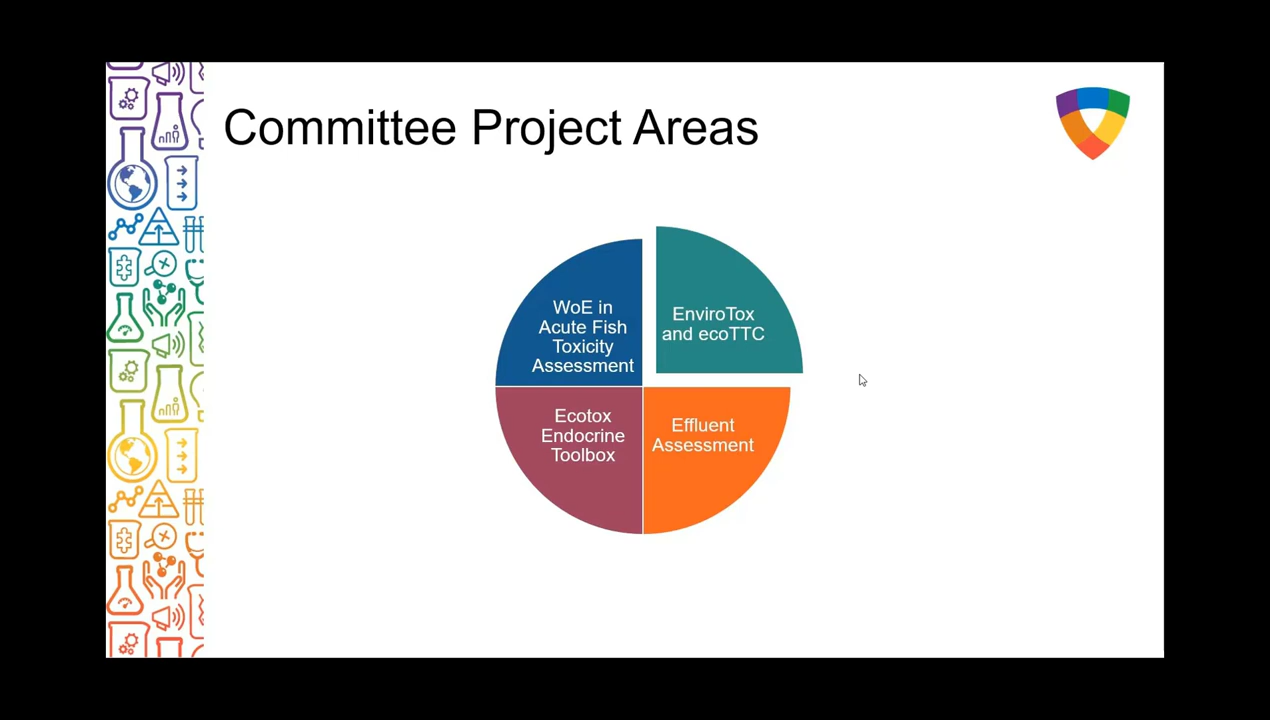 Committee Project Areas
WoE in
Acute Fish
Toxicity
Assessment
EnviroTox
and ecoTTC
Ecotox
Endocrine
Toolbox
Effluent
Assessment